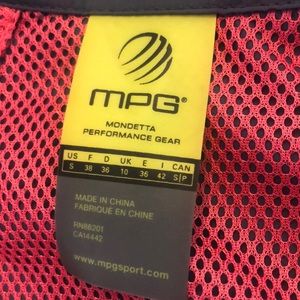 MPG®
MONDETTA
PERFORMANCE GEAR
US F D UK E I CAN
S 38 36 10 36 42 S|P
MADE IN CHINA
FABRIQUÉ EN CHINE
RN88201
CA14442
www.mpgsport.com